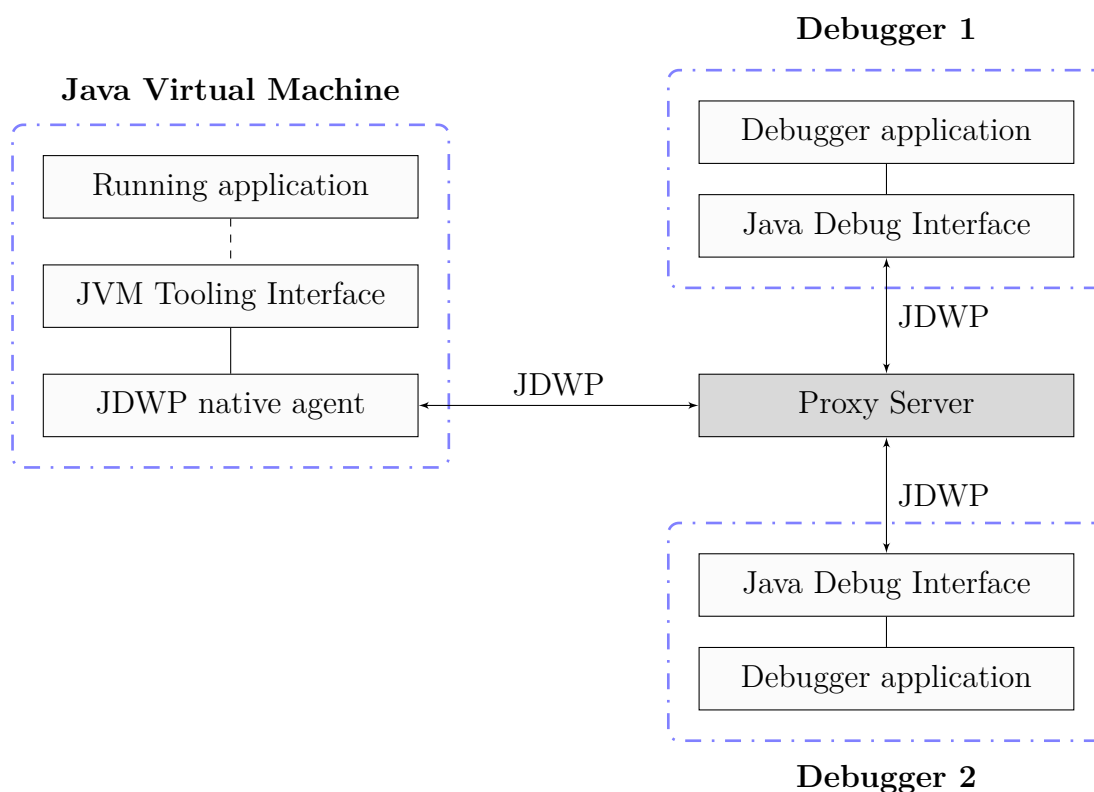 Debugger 1
Java Virtual Machine
Debugger application
Running application
Java Debug Interface
JVM Tooling Interface
JDWP
JDWP native agent
JDWP
Proxy Server
JDWP
Java Debug Interface
Debugger application
Debugger 2